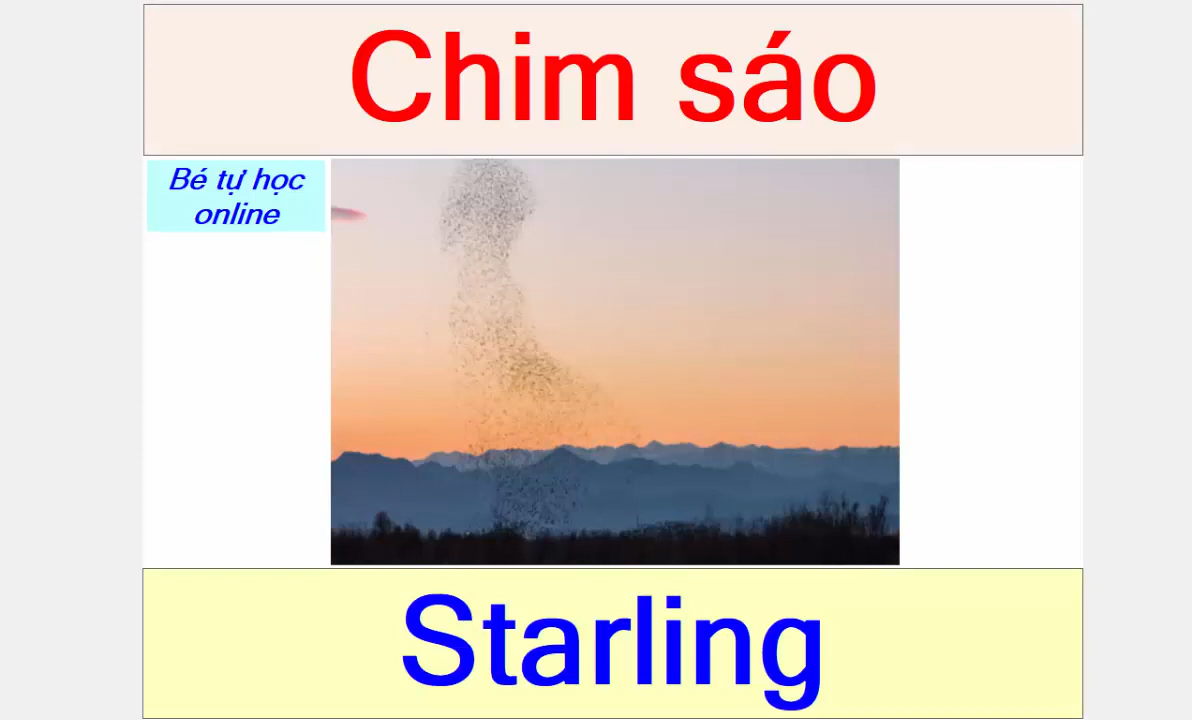 Chim sáo
Bé tự học
online
Starling